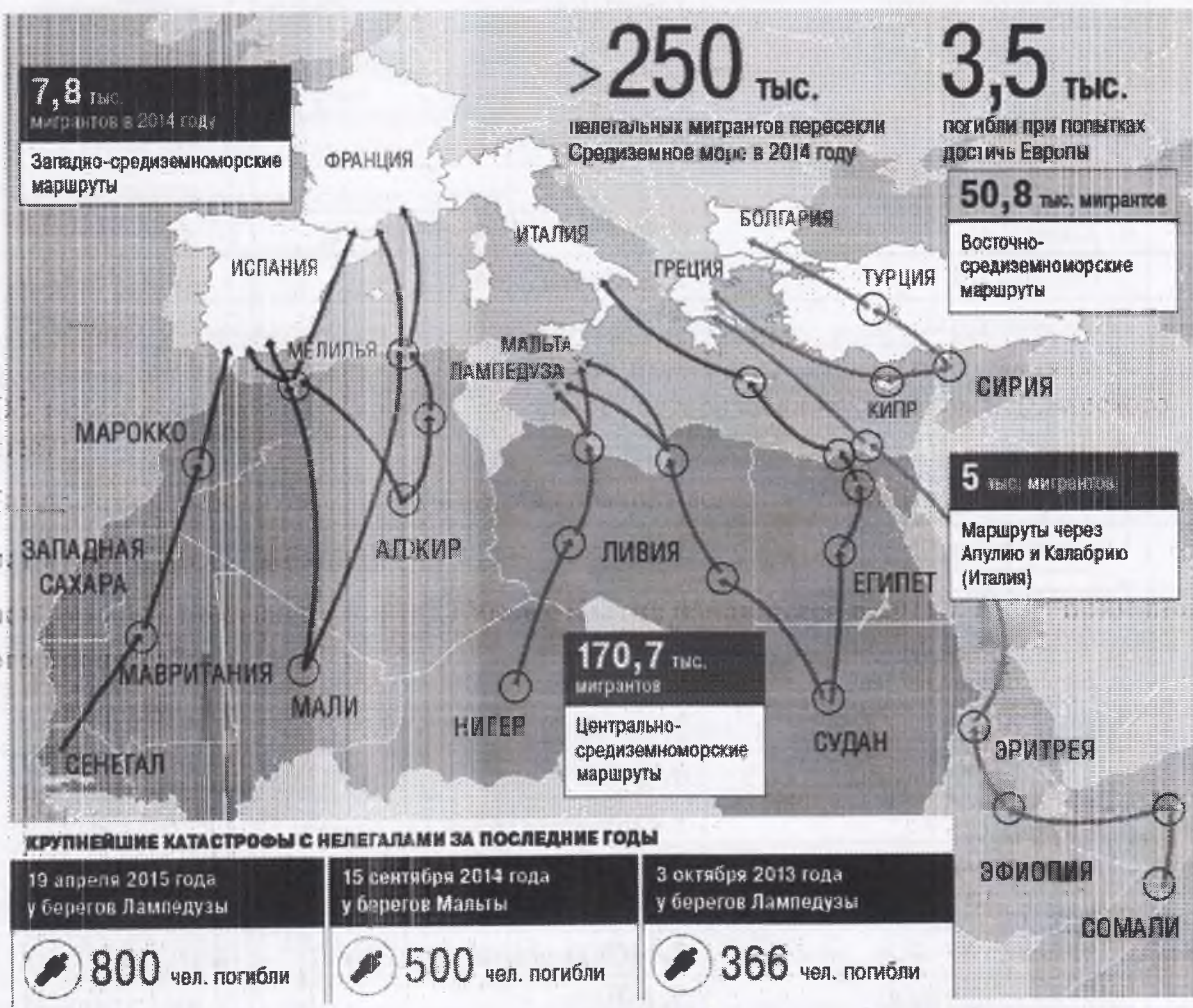 7,8 тыс.
мигрантов в 2014 году
Западно-средиземноморские
маршруты
>250 тыс.
нелегальных мигрантов пересекли
Средиземное море в 2014 году
3,5 тыс.
погибли при попытках
достичь Европы
50,8 тыс. мигрантов
Восточно-
средиземноморские
маршруты
ФРАНЦИЯ
ИСПАНИЯ
ИТАЛИЯ
БОЛГАРИЯ
ГРЕЦИЯ
ТУРЦИЯ
МЕЛИЛЬЯ
МАЛЬТА
ЛАМПЕДУЗА
КИПР
СИРИЯ
МАРОККО
5 тыс. мигрантов
Маршруты через
Апулию и Калабрию
(Италия)
ЗАПАДНАЯ
САХАРА
АЛЖИР
ЛИВИЯ
ЕГИПЕТ
МАВРИТАНИЯ
МАЛИ
НИГЕР
170,7 тыс.
мигрантов
Центрально-
средиземноморские
маршруты
СУДАН
СЕНЕГАЛ
ЭРИТРЕЯ
ЭФИОПИЯ
СОМАЛИ
КРУПНЕЙШИЕ КАТАСТРОФЫ С НЕЛЕГАЛАМИ ЗА ПОСЛЕДНИЕ ГОДЫ
19 апреля 2015 года
у берегов Лампедузы
800 чел. погибли
15 сентября 2014 года
у берегов Мальты
500 чел. погибли
3 октября 2013 года
у берегов Лампедузы
366 чел. погибли